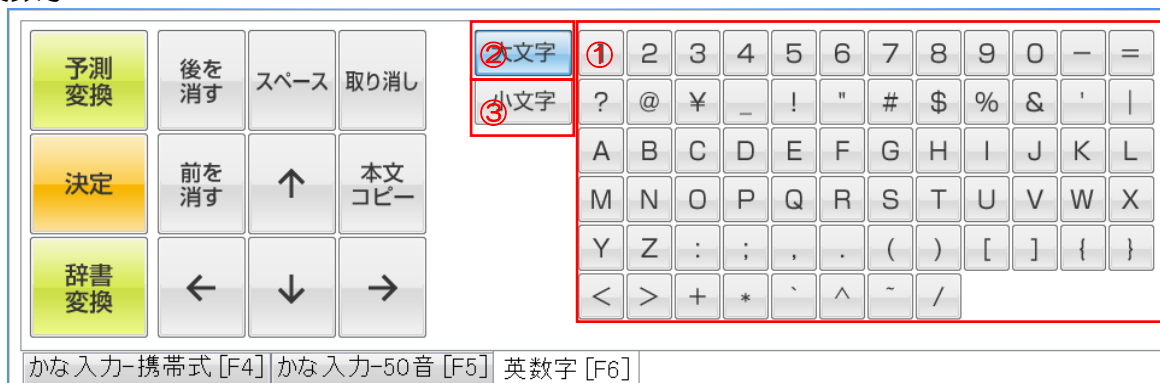 予測変換 後を消す スペース 取り消し
決定 前を消す ↑ 本文コピー
辞書変換 ← ↓ →
② 大文字
③ 小文字
① 2 3 4 5 6 7 8 9 0 - =
? @ ¥ _ ! " # $ % & ' |
A B C D E F G H I J K L
M N O P Q R S T U V W X
Y Z : ; , . ( ) [ ] { }
< > + * ` ^ ~ /
かな入力-携帯式 [F4] かな入力-50音 [F5] 英数字 [F6]